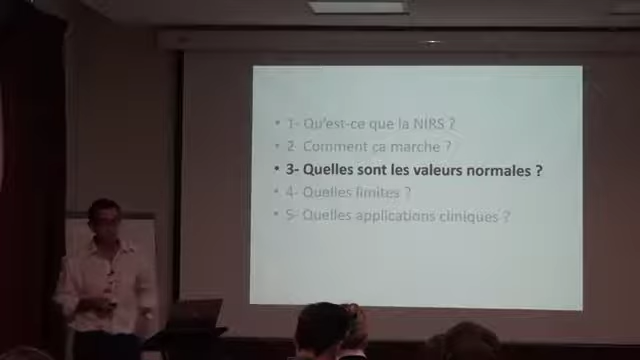 • 1- Qu'est-ce que la NIRS ?
• 2- Comment ça marche ?
• 3- Quelles sont les valeurs normales ?
• 4- Quelles limites ?
• 5- Quelles applications cliniques ?